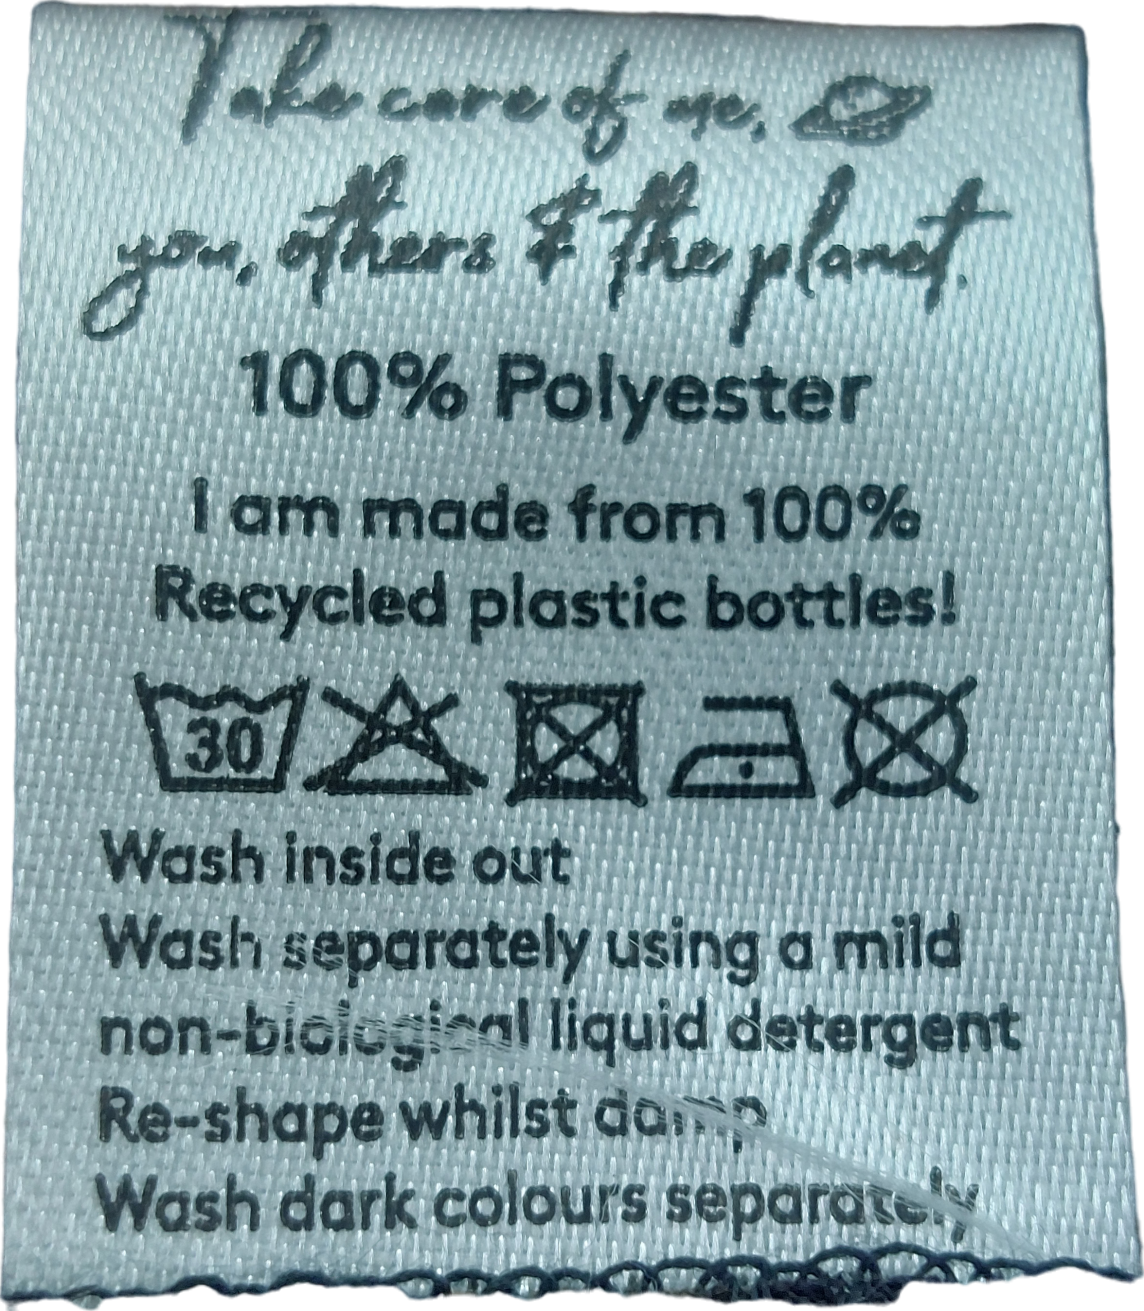 Take care of me,
you, others & the planet.
100% Polyester
I am made from 100%
Recycled plastic bottles!
30
Wash inside out
Wash separately using a mild
non-biological liquid detergent
Re-shape whilst damp
Wash dark colours separately